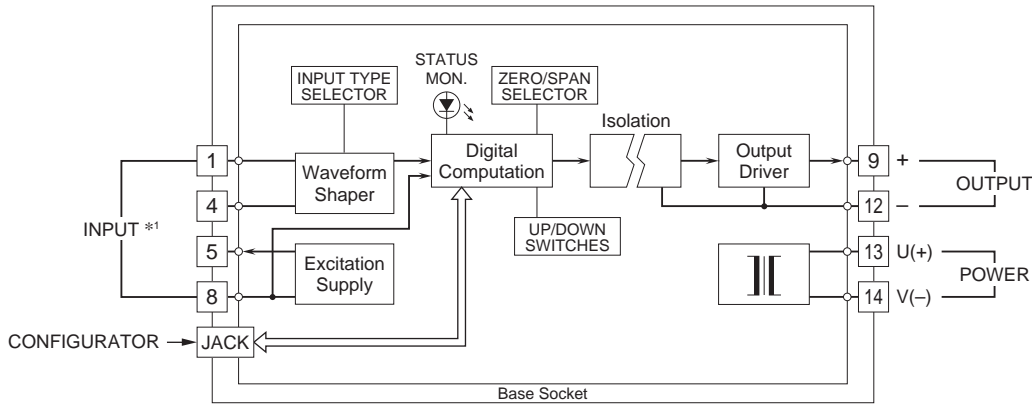 STATUS
MON.
INPUT TYPE
SELECTOR
ZERO/SPAN
SELECTOR
Isolation
1
Waveform
Shaper
Digital
Computation
Output
Driver
9
+
OUTPUT
4
12
–
INPUT *1
UP/DOWN
SWITCHES
5
Excitation
Supply
13
U(+)
POWER
8
14
V(–)
CONFIGURATOR
JACK
Base Socket